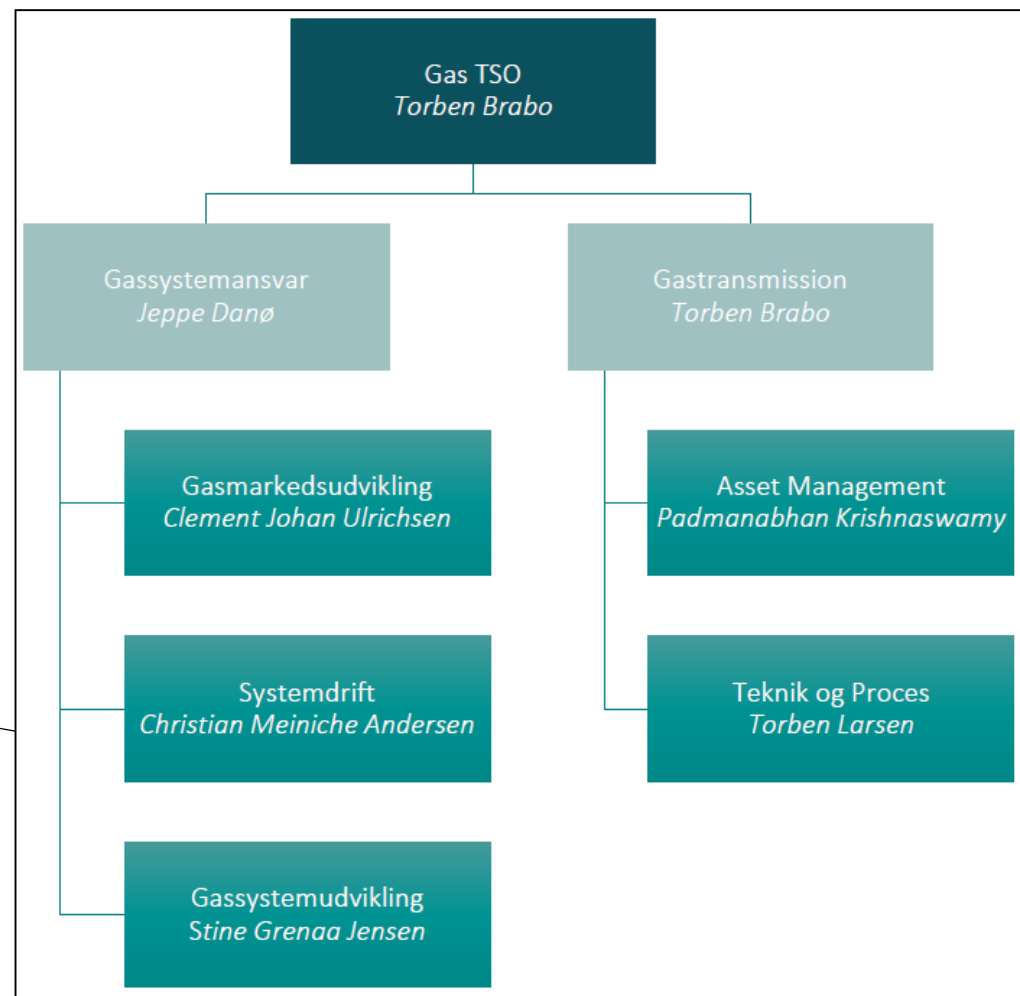 Gas TSO
Torben Brabo
Gassystemansvar
Jeppe Danø
Gastransmission
Torben Brabo
Gasmarkedsudvikling
Clement Johan Ulrichsen
Asset Management
Padmanabhan Krishnaswamy
Systemdrift
Christian Meiniche Andersen
Teknik og Proces
Torben Larsen
Gassystemudvikling
Stine Grenaa Jensen